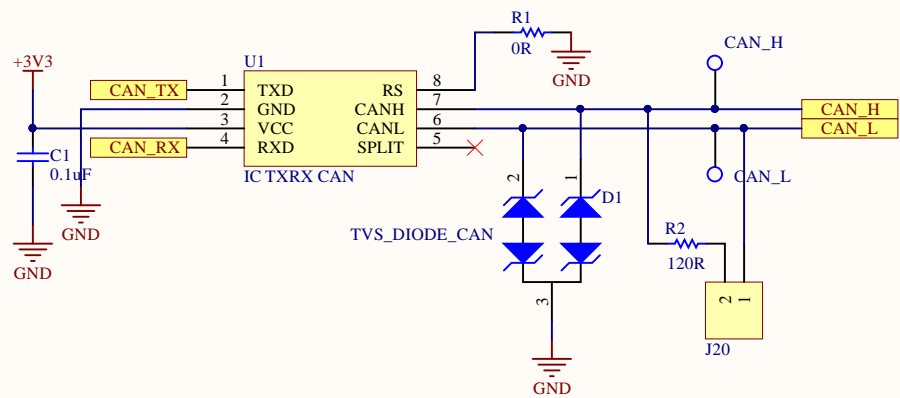 R1
0R
GND
CAN_H
+3V3
U1
CAN_TX
1
TXD
RS
8
2
GND
CANH
7
CAN_H
3
VCC
CANL
6
CAN_L
CAN_RX
4
RXD
SPLIT
5
C1
0.1uF
IC TXRX CAN
GND
GND
2
1
D1
TVS_DIODE_CAN
CAN_L
R2
120R
3
2
1
J20
GND